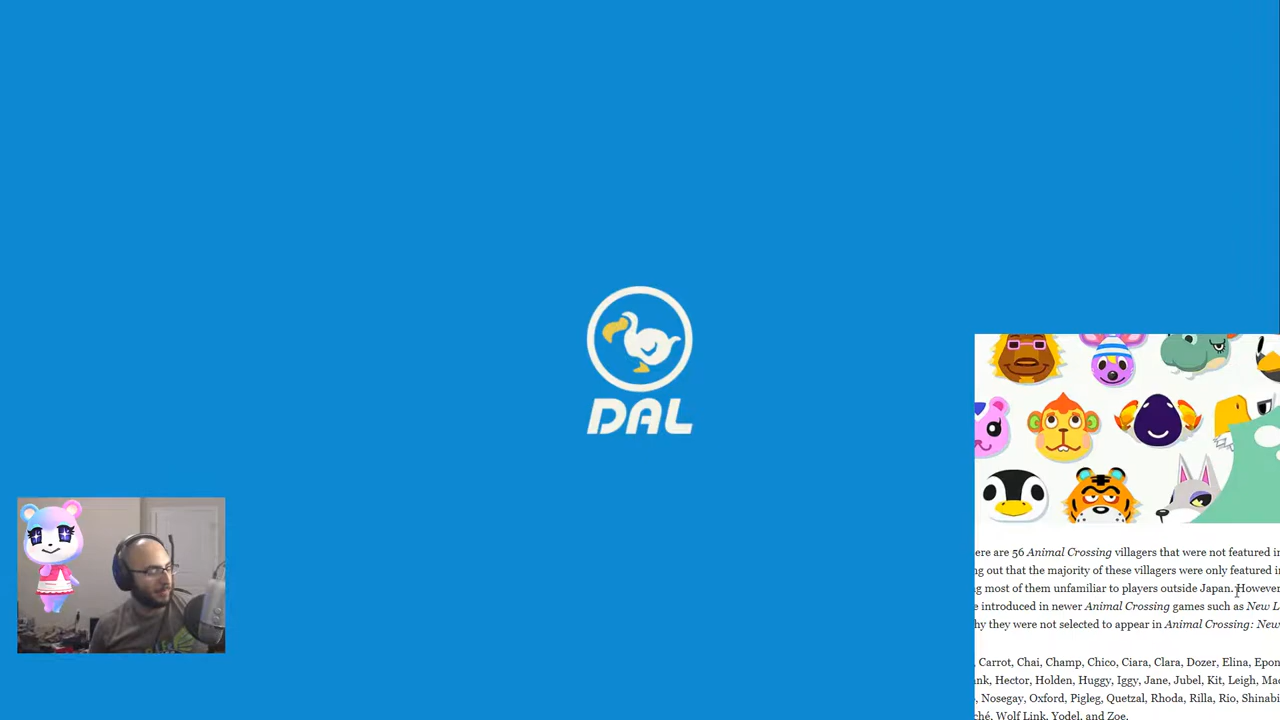 DAL
ere are 56 Animal Crossing villagers that were not featured in
ng out that the majority of these villagers were only featured in
g most of them unfamiliar to players outside Japan. However
e introduced in newer Animal Crossing games such as New L
hy they were not selected to appear in Animal Crossing: New
, Carrot, Chai, Champ, Chico, Ciara, Clara, Dozer, Elina, Epon
ank, Hector, Holden, Huggy, Iggy, Jane, Jubel, Kit, Leigh, Mac
, Nosegay, Oxford, Pigleg, Quetzal, Rhoda, Rilla, Rio, Shinabi
ché, Wolf Link, Yodel, and Zoe.